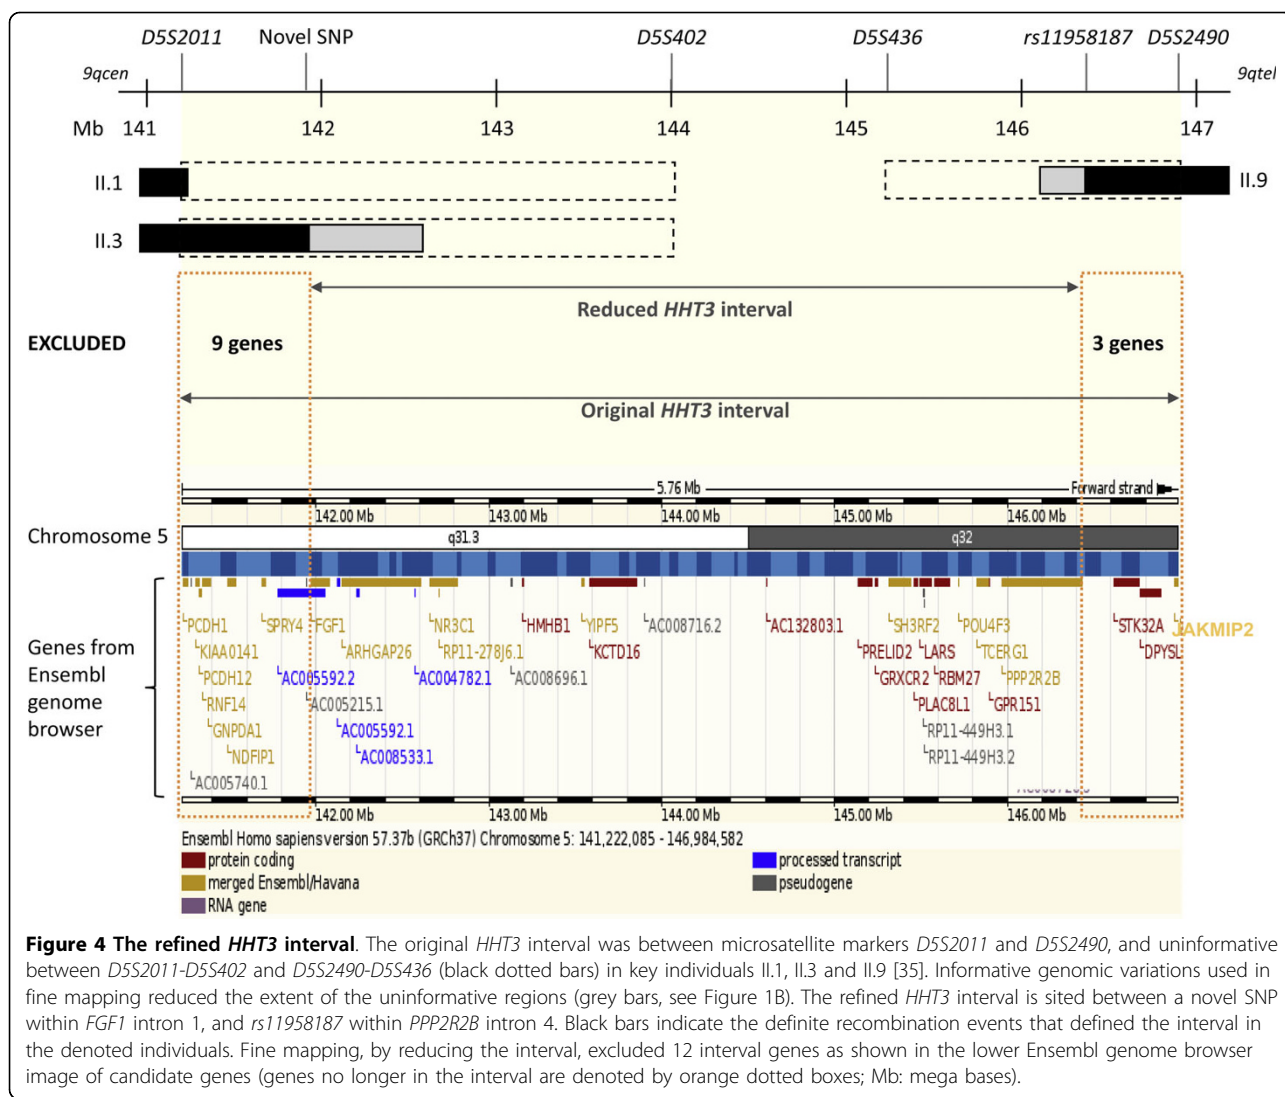 D5S2011 Novel SNP D5S402 D5S436 rs11958187 D5S2490
9qcen 9qtel
Mb 141 142 143 144 145 146 147
II.1 II.9
II.3
Reduced HHT3 interval
EXCLUDED 9 genes 3 genes
Original HHT3 interval
5.76 Mb Forward strand
142.00 Mb 143.00 Mb 144.00 Mb 145.00 Mb 146.00 Mb
Chromosome 5 q31.3 q32
Genes from
Ensembl
genome
browser
PCDH1 SPRY4 FGF1 NR3C1 HMHB1 YIPF5 AC008716.2 AC132803.1 SH3RF2 POU4F3 STK32A JAKMIP2
KIAA0141 ARHGAP26 RP11-278J6.1 KCTD16 PRELID2 LARS TCERG1 DPYSL
PCDH12 AC005592.2 AC004782.1 AC008696.1 GRXCR2 RBM27 PPP2R2B
RNF14 AC005215.1 PLAC8L1 GPR151
GNPDA1 AC005592.1 RP11-449H3.1
NDFIP1 AC008533.1 RP11-449H3.2
AC005740.1
142.00 Mb 143.00 Mb 144.00 Mb 145.00 Mb 146.00 Mb
Ensembl Homo sapiens version 57.37b (GRCh37) Chromosome 5: 141,222,085 - 146,984,582
protein coding processed transcript
merged Ensembl/Havana pseudogene
RNA gene
Figure 4 The refined HHT3 interval. The original HHT3 interval was between microsatellite markers D5S2011 and D5S2490, and uninformative
between D5S2011-D5S402 and D5S2490-D5S436 (black dotted bars) in key individuals II.1, II.3 and II.9 [35]. Informative genomic variations used in
fine mapping reduced the extent of the uninformative regions (grey bars, see Figure 1B). The refined HHT3 interval is sited between a novel SNP
within FGF1 intron 1, and rs11958187 within PPP2R2B intron 4. Black bars indicate the definite recombination events that defined the interval in
the denoted individuals. Fine mapping, by reducing the interval, excluded 12 interval genes as shown in the lower Ensembl genome browser
image of candidate genes (genes no longer in the interval are denoted by orange dotted boxes; Mb: mega bases).